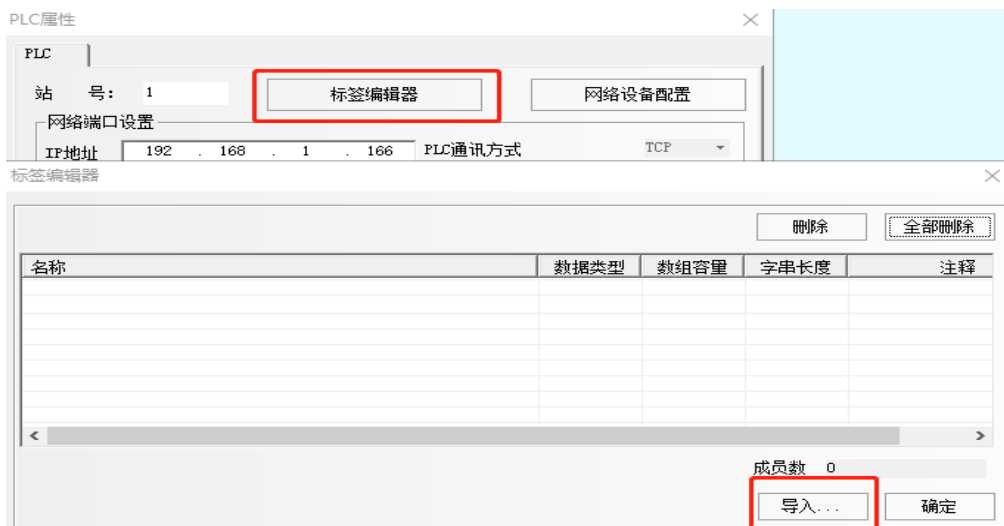 PLC属性
PLC
站 号: 1 标签编辑器 网络设备配置
网络端口设置
IP地址 192 . 168 . 1 . 166 PLC通讯方式 TCP
标签编辑器
删除 全部删除
名称 数据类型 数组容量 字串长度 注释
成员数 0
导入... 确定